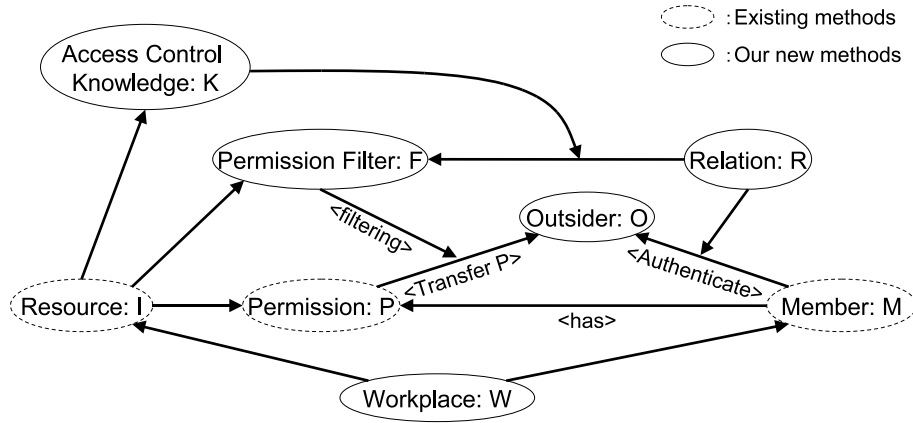 : Existing methods
: Our new methods
Access Control
Knowledge: K
Permission Filter: F
Relation: R
<filtering>
Outsider: O
<Transfer P>
<Authenticate>
Resource: I
Permission: P
Member: M
<has>
Workplace: W